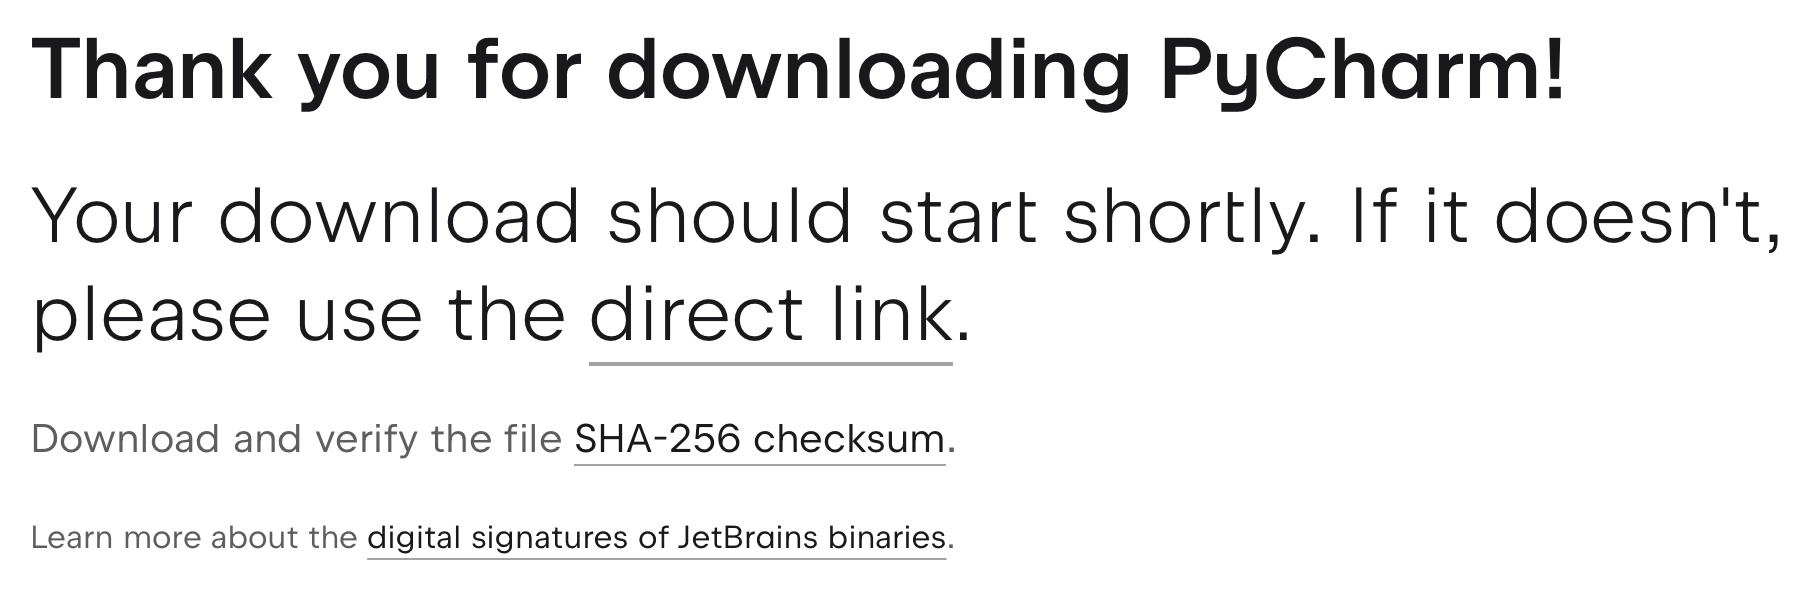 Thank you for downloading PyCharm!
Your download should start shortly. If it doesn't,
please use the direct link.
Download and verify the file SHA-256 checksum.
Learn more about the digital signatures of JetBrains binaries.